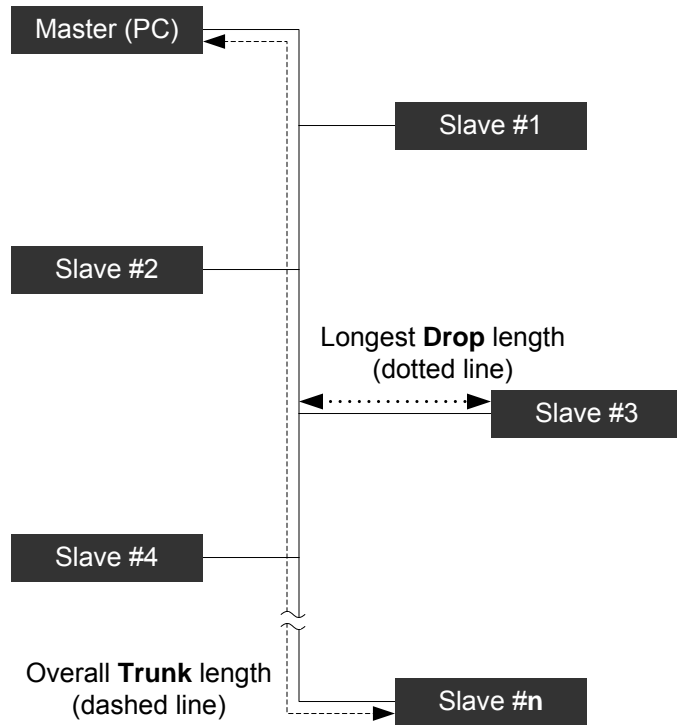 Master (PC)
Slave #1
Slave #2
Longest Drop length
(dotted line)
Slave #3
Slave #4
Overall Trunk length
(dashed line)
Slave #n